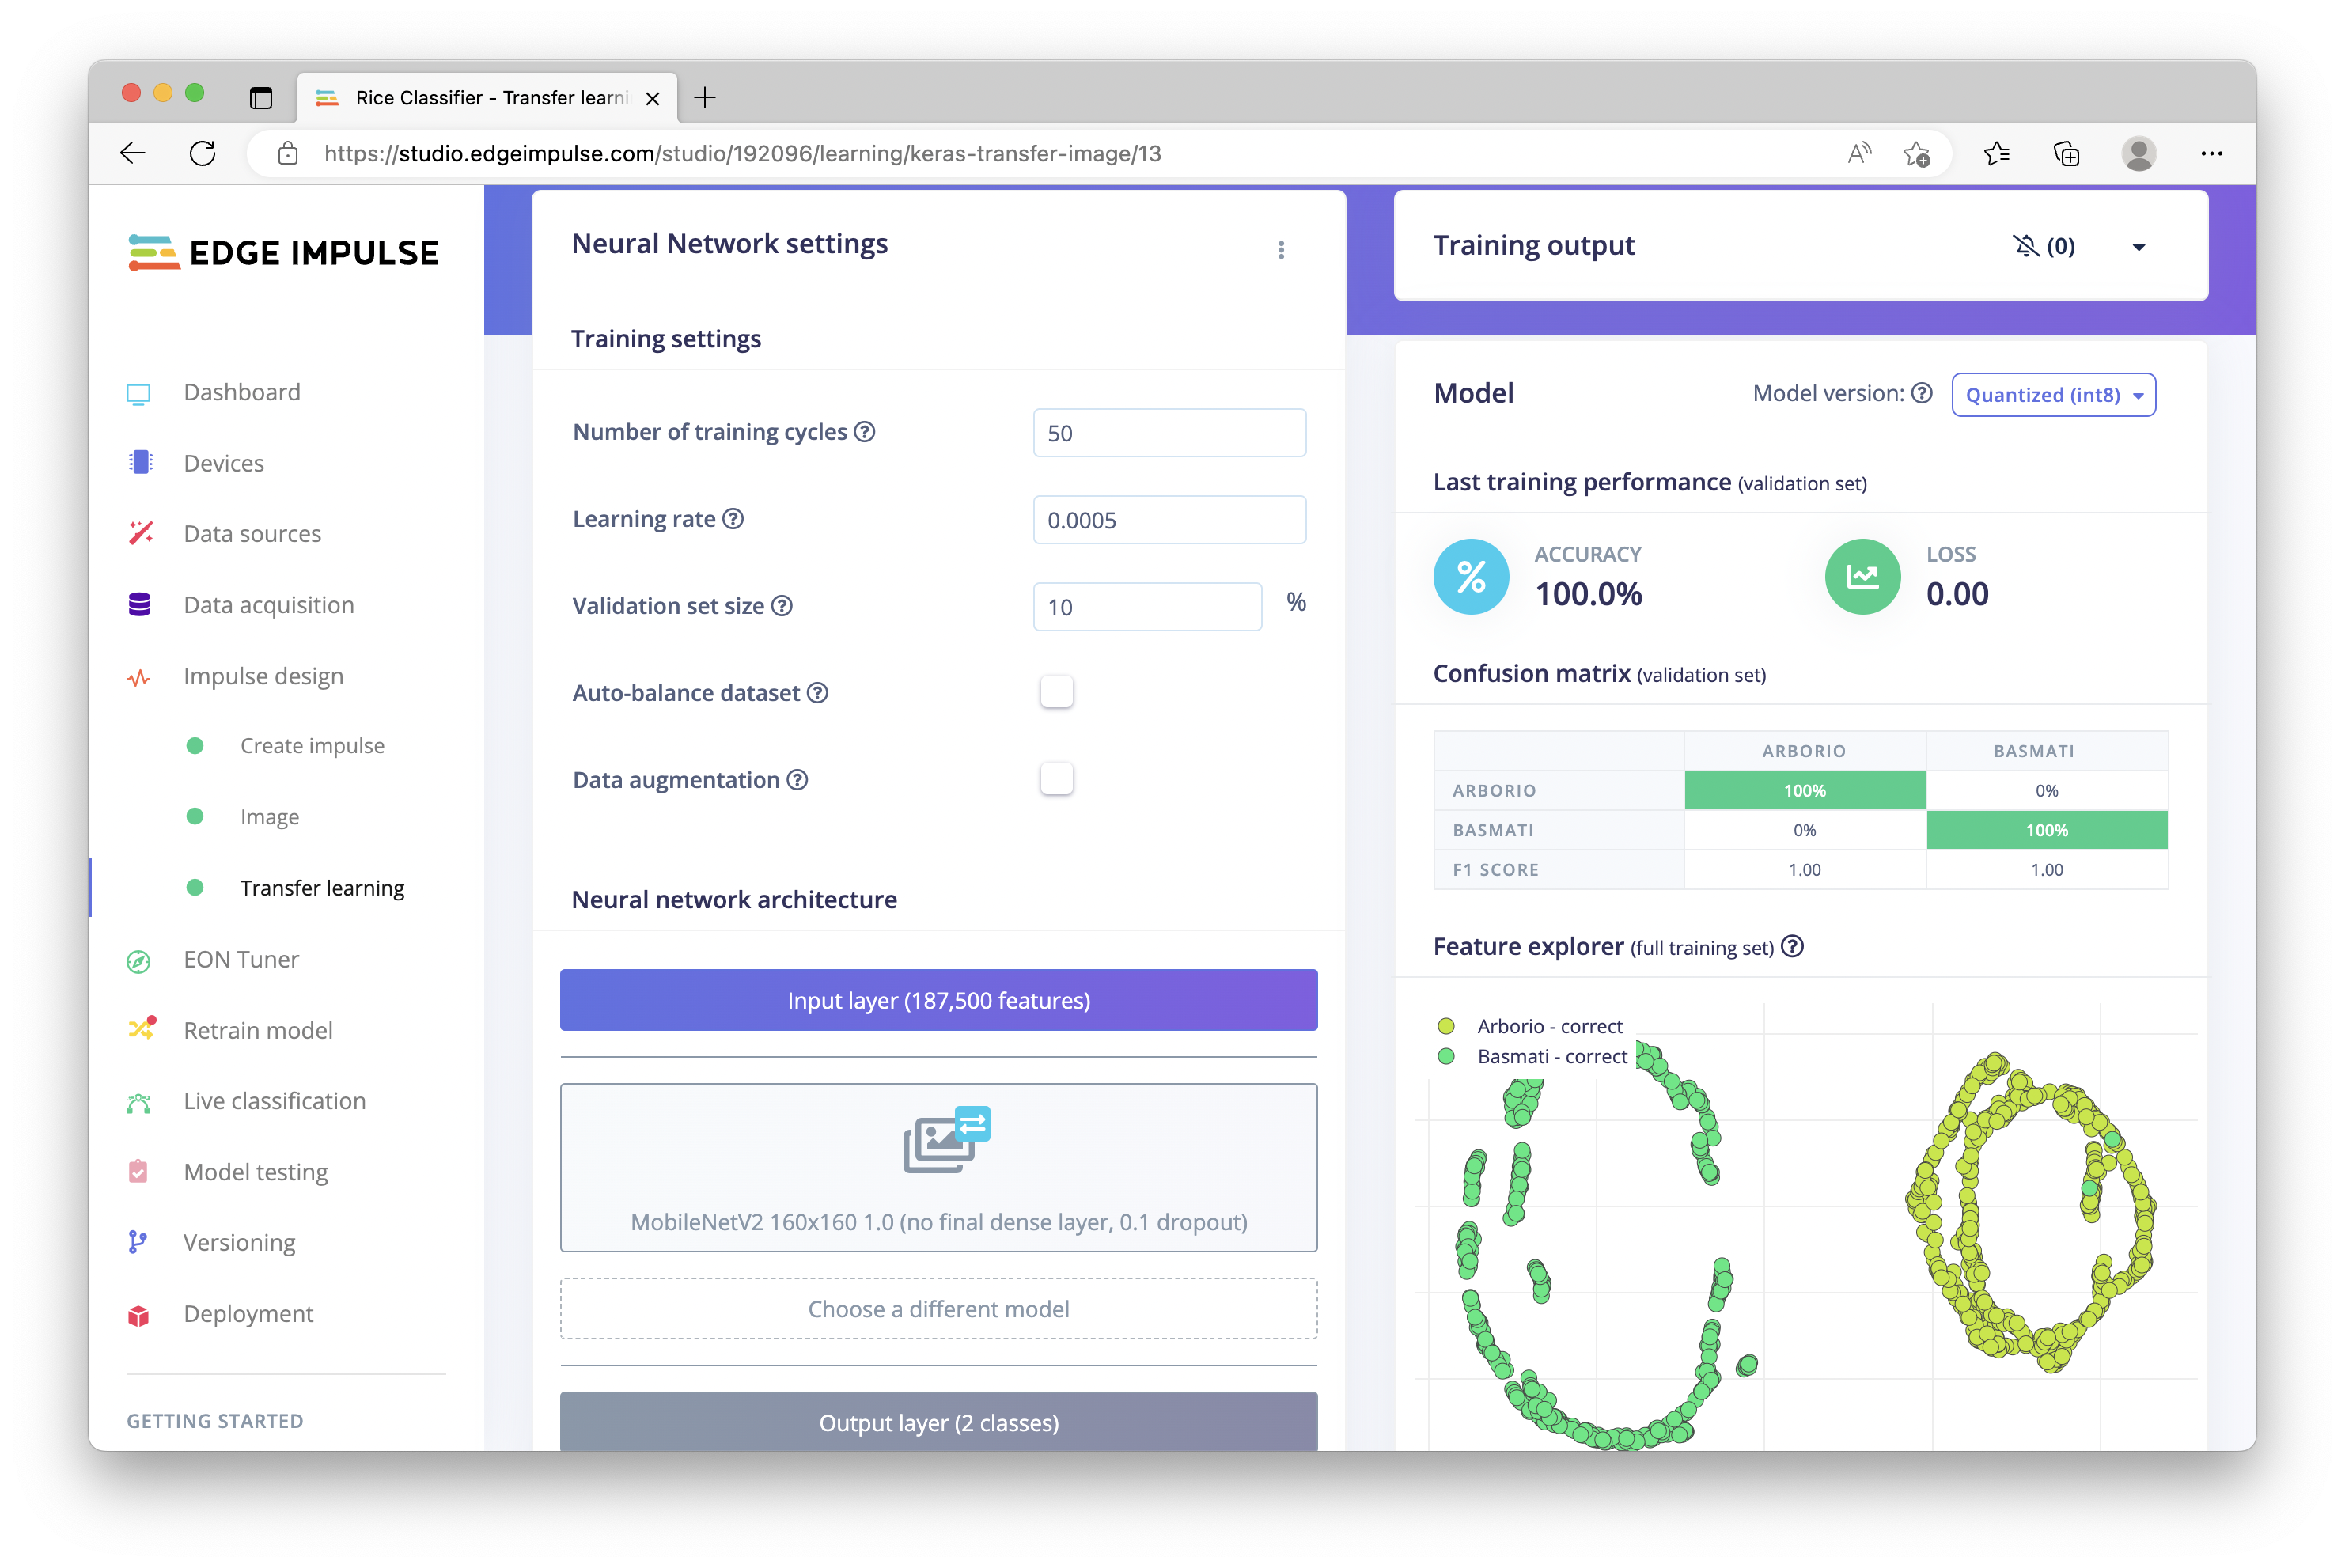 Rice Classifier - Transfer learni
https://studio.edgeimpulse.com/studio/192096/learning/keras-transfer-image/13
EDGE IMPULSE
Dashboard
Devices
Data sources
Data acquisition
Impulse design
Create impulse
Image
Transfer learning
EON Tuner
Retrain model
Live classification
Model testing
Versioning
Deployment
GETTING STARTED
Neural Network settings
Training settings
Number of training cycles ?
50
Learning rate ?
0.0005
Validation set size ?
10 %
Auto-balance dataset ?
Data augmentation ?
Neural network architecture
Input layer (187,500 features)
MobileNetV2 160x160 1.0 (no final dense layer, 0.1 dropout)
Choose a different model
Output layer (2 classes)
Training output
(0)
Model
Model version: ? Quantized (int8)
Last training performance (validation set)
% ACCURACY
100.0%
LOSS
0.00
Confusion matrix (validation set)
ARBORIO BASMATI
ARBORIO 100% 0%
BASMATI 0% 100%
F1 SCORE 1.00 1.00
Feature explorer (full training set) ?
Arborio - correct
Basmati - correct